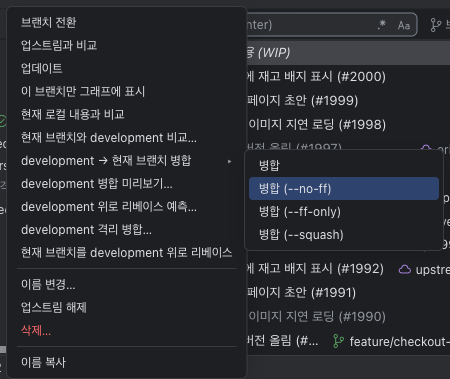 브랜치 전환
업스트림과 비교
업데이트
이 브랜치만 그래프에 표시
현재 로컬 내용과 비교
현재 브랜치와 development 비교...
development → 현재 브랜치 병합
development 병합 미리보기...
development 위로 리베이스 예측...
development 격리 병합...
현재 브랜치를 development 위로 리베이스
이름 변경...
업스트림 해제
삭제...
이름 복사
병합
병합 (--no-ff)
병합 (--ff-only)
병합 (--squash)
nter)
.* Aa
(WIP)
에 재고 배지 표시 (#2000)
페이지 초안 (#1999)
이미지 지연 로딩 (#1998)
버전 올림 (#1997)
에 재고 배지 표시 (#1992) upstre
페이지 초안 (#1991)
이미지 지연 로딩 (#1990)
버전 올림 (#... feature/checkout-